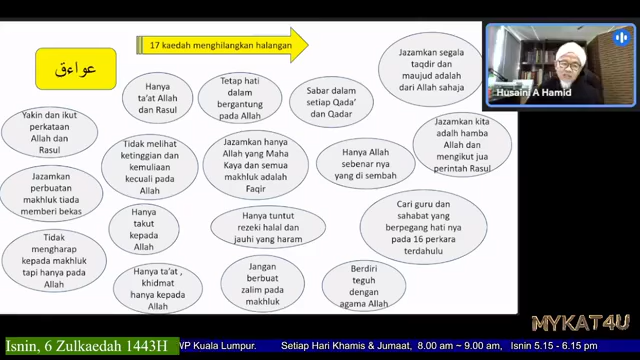 17 kaedah menghilangkan halangan
عواءق
Hanya
ta'at Allah
dan Rasul
Tetap hati
dalam
bergantung
pada Allah
Sabar dalam
setiap Qada' dan Qadar
Jazamkan segala
taqdir dan
maujud adalah
dari Allah sahaja
Husaini A Hamid
Yakin dan ikut
perkataan
Allah dan
Rasul
Tidak melihat
ketinggian dan
kemuliaan
kecuali pada
Allah
Jazamkan hanya
Allah yang Maha
Kaya dan semua
makhluk adalah
Faqir
Hanya Allah
sebenar nya
yang di sembah
Jazamkan kita
adalh hamba
Allah dan
mengikut jua
perintah Rasul
Jazamkan
perbuatan
makhluk tiada
memberi bekas
Hanya
takut
kepada
Allah
Hanya tuntut
rezeki halal dan
jauhi yang haram
Cari guru dan
sahabat yang
berpegang hati nya
pada 16 perkara
terdahulu
Tidak
mengharap
kepada makhluk
tapi hanya pada
Allah
Hanya ta'at ,
khidmat
hanya kepada
Allah
Jangan
berbuat
zalim pada
makhluk
Berdiri
teguh
dengan
agama Allah
MYKAT4U
Isnin, 6 Zulkaedah 1443H WP Kuala Lumpur. Setiap Hari Khamis & Jumaat, 8.00 am ~ 9.00 am, Isnin 5.15 - 6.15 pm